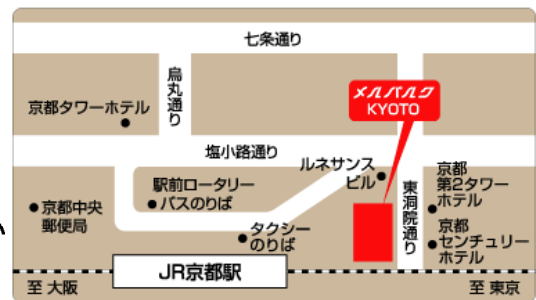 七条通り
烏丸通り
メルパルク
KYOTO
京都タワーホテル
塩小路通り
ルネサンス
ビル
駅前ロータリー
バスのりば
東洞院通り
京都
第2タワー
ホテル
京都中央
郵便局
タクシー
のりば
京都
センチュリー
ホテル
JR京都駅
至 大阪
至 東京